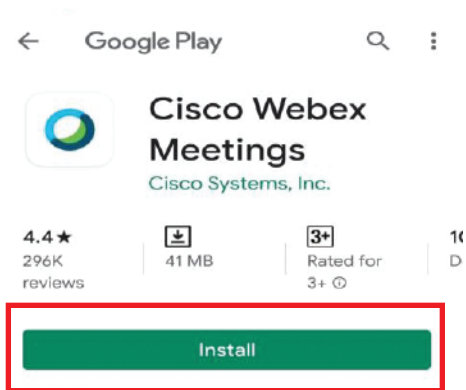 Google Play
Cisco Webex
Meetings
Cisco Systems, Inc.
4.4★
296K
reviews
41 MB
3+
Rated for
3+
Install